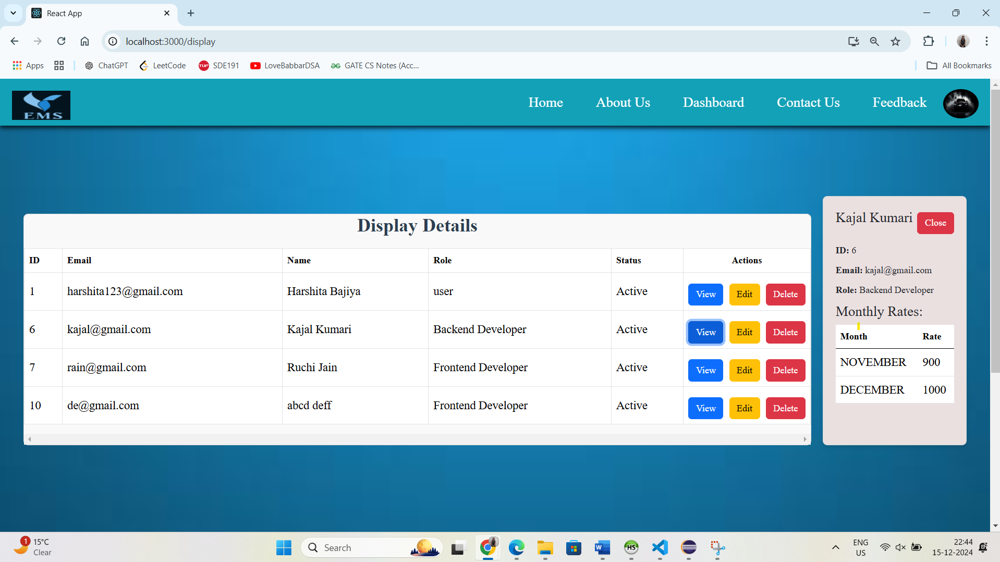 React App
localhost:3000/display
Apps ChatGPT LeetCode TUF SDE191 LoveBabbarDSA GATE CS Notes (Acc... All Bookmarks
EMS Home About Us Dashboard Contact Us Feedback
Display Details
ID Email Name Role Status Actions
1 harshita123@gmail.com Harshita Bajiya user Active View Edit Delete
6 kajal@gmail.com Kajal Kumari Backend Developer Active View Edit Delete
7 rain@gmail.com Ruchi Jain Frontend Developer Active View Edit Delete
10 de@gmail.com abcd deff Frontend Developer Active View Edit Delete
Kajal Kumari Close
ID: 6
Email: kajal@gmail.com
Role: Backend Developer
Monthly Rates:
Month Rate
NOVEMBER 900
DECEMBER 1000
1 15°C
Clear
Search
W HS
ENG
US
22:44
15-12-2024